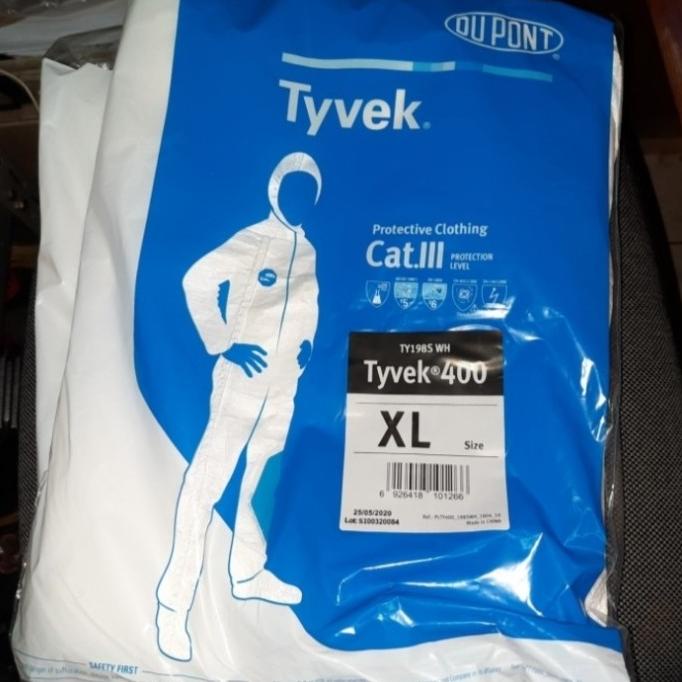 DUPONT
Tyvek®
Protective Clothing
Cat.III PROTECTION
LEVEL
TY198S WH
Tyvek®400
XL Size
6 926418 101266
25/05/2020
Lot: S100320084
Made in CHINA
SAFETY FIRST